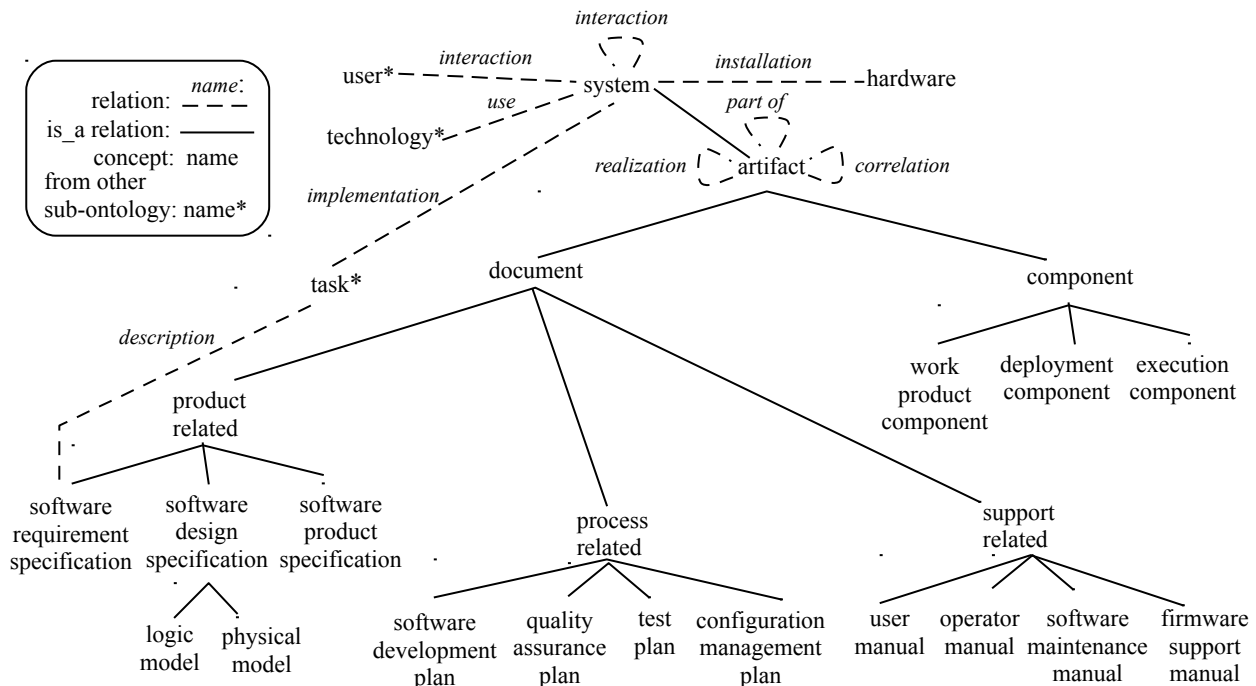 interaction
interaction
installation
user*
system
hardware
use
technology*
part of
realization
artifact
correlation
implementation
name:
relation:
is_a relation:
concept: name
from other
sub-ontology: name*
task*
document
component
description
work
product
component
deployment
component
execution
component
product
related
software
requirement
specification
software
design
specification
software
product
specification
process
related
support
related
logic
model
physical
model
software
development
plan
quality
assurance
plan
test
plan
configuration
management
plan
user
manual
operator
manual
software
maintenance
manual
firmware
support
manual